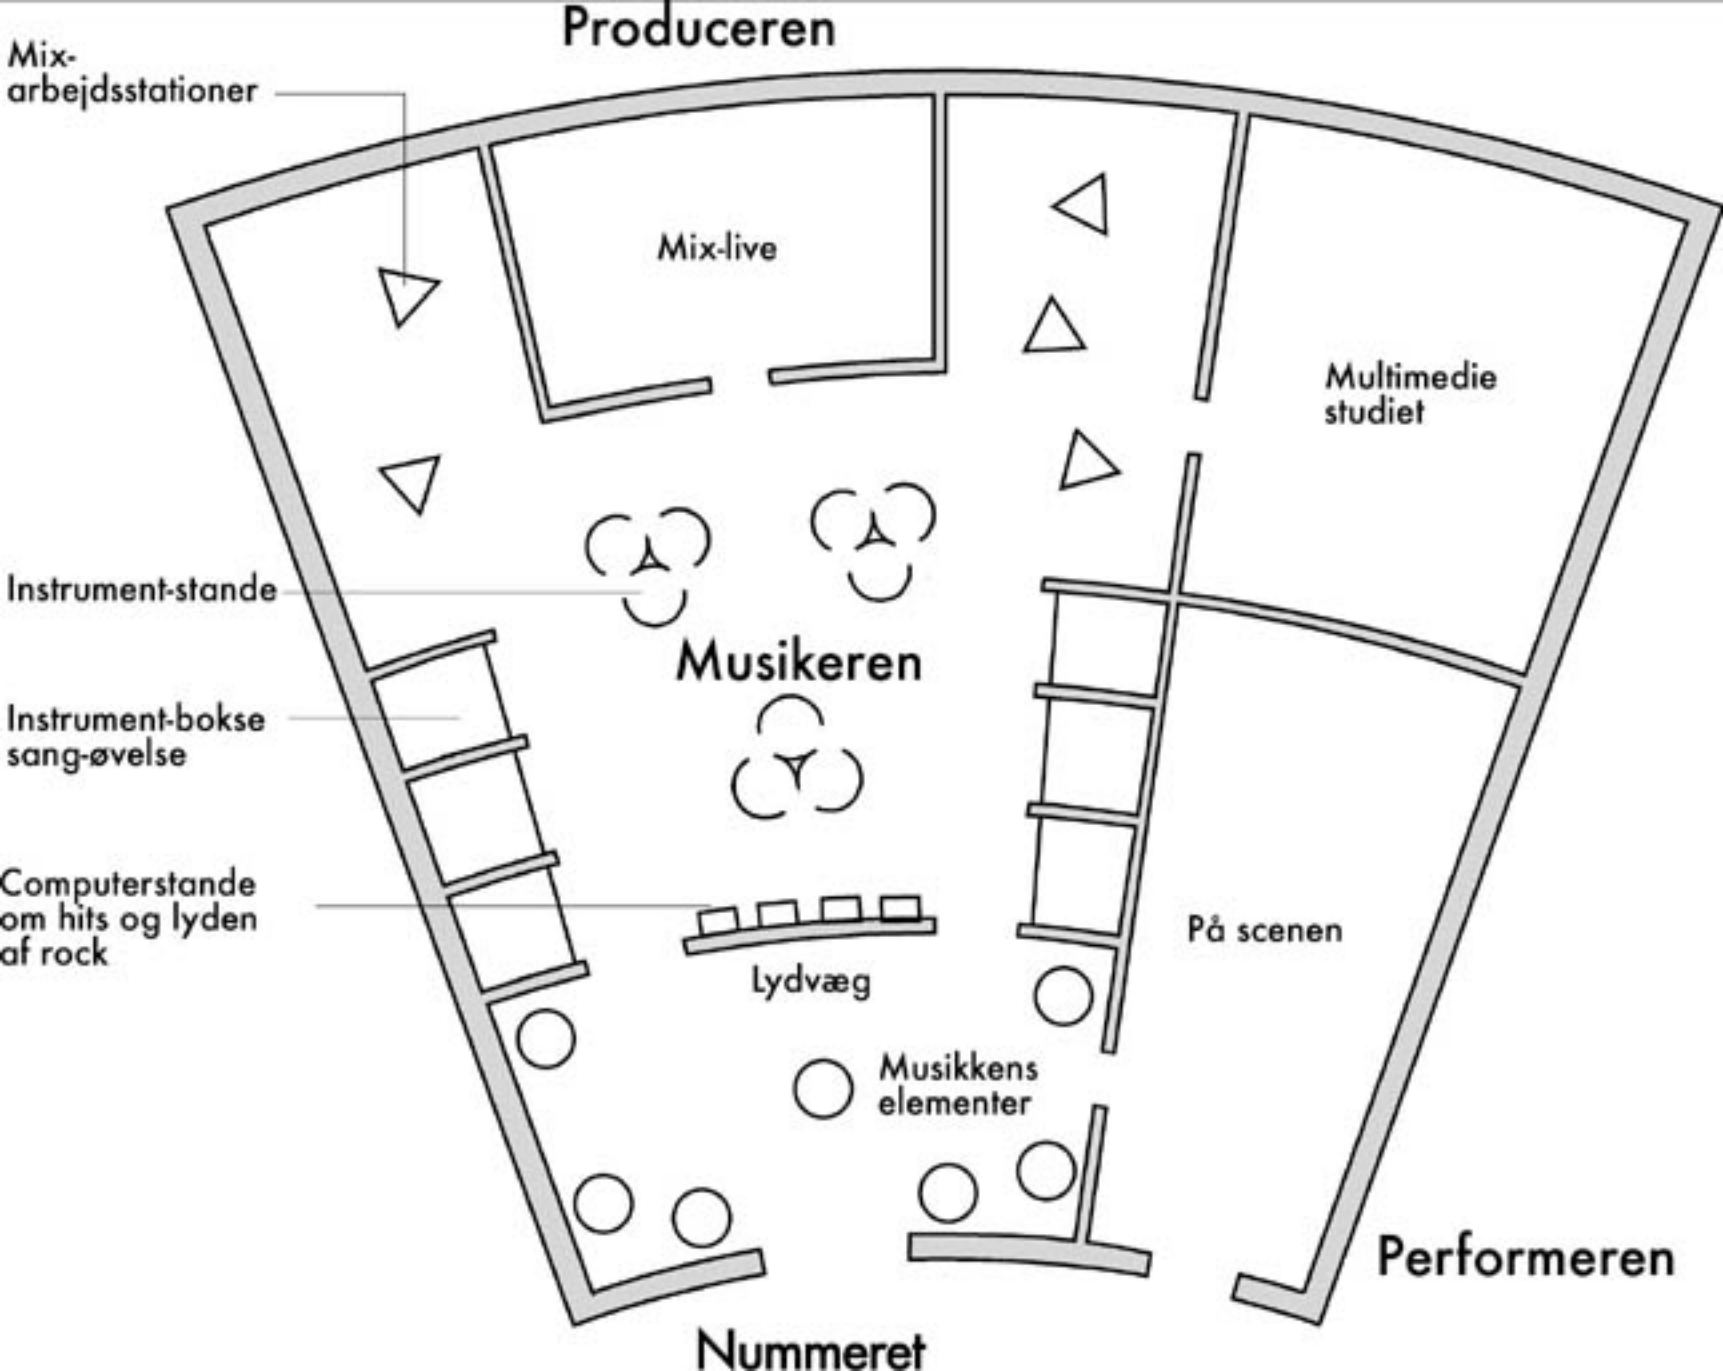 Produceren
Mix-
arbejdsstationer
Mix-live
Multimedie
studiet
Instrument-stande
Musikeren
Instrument-bokse
sang-øvelse
Computerstande
om hits og lyden
af rock
Lydvæg
På scenen
Musikkens
elementer
Performeren
Nummeret